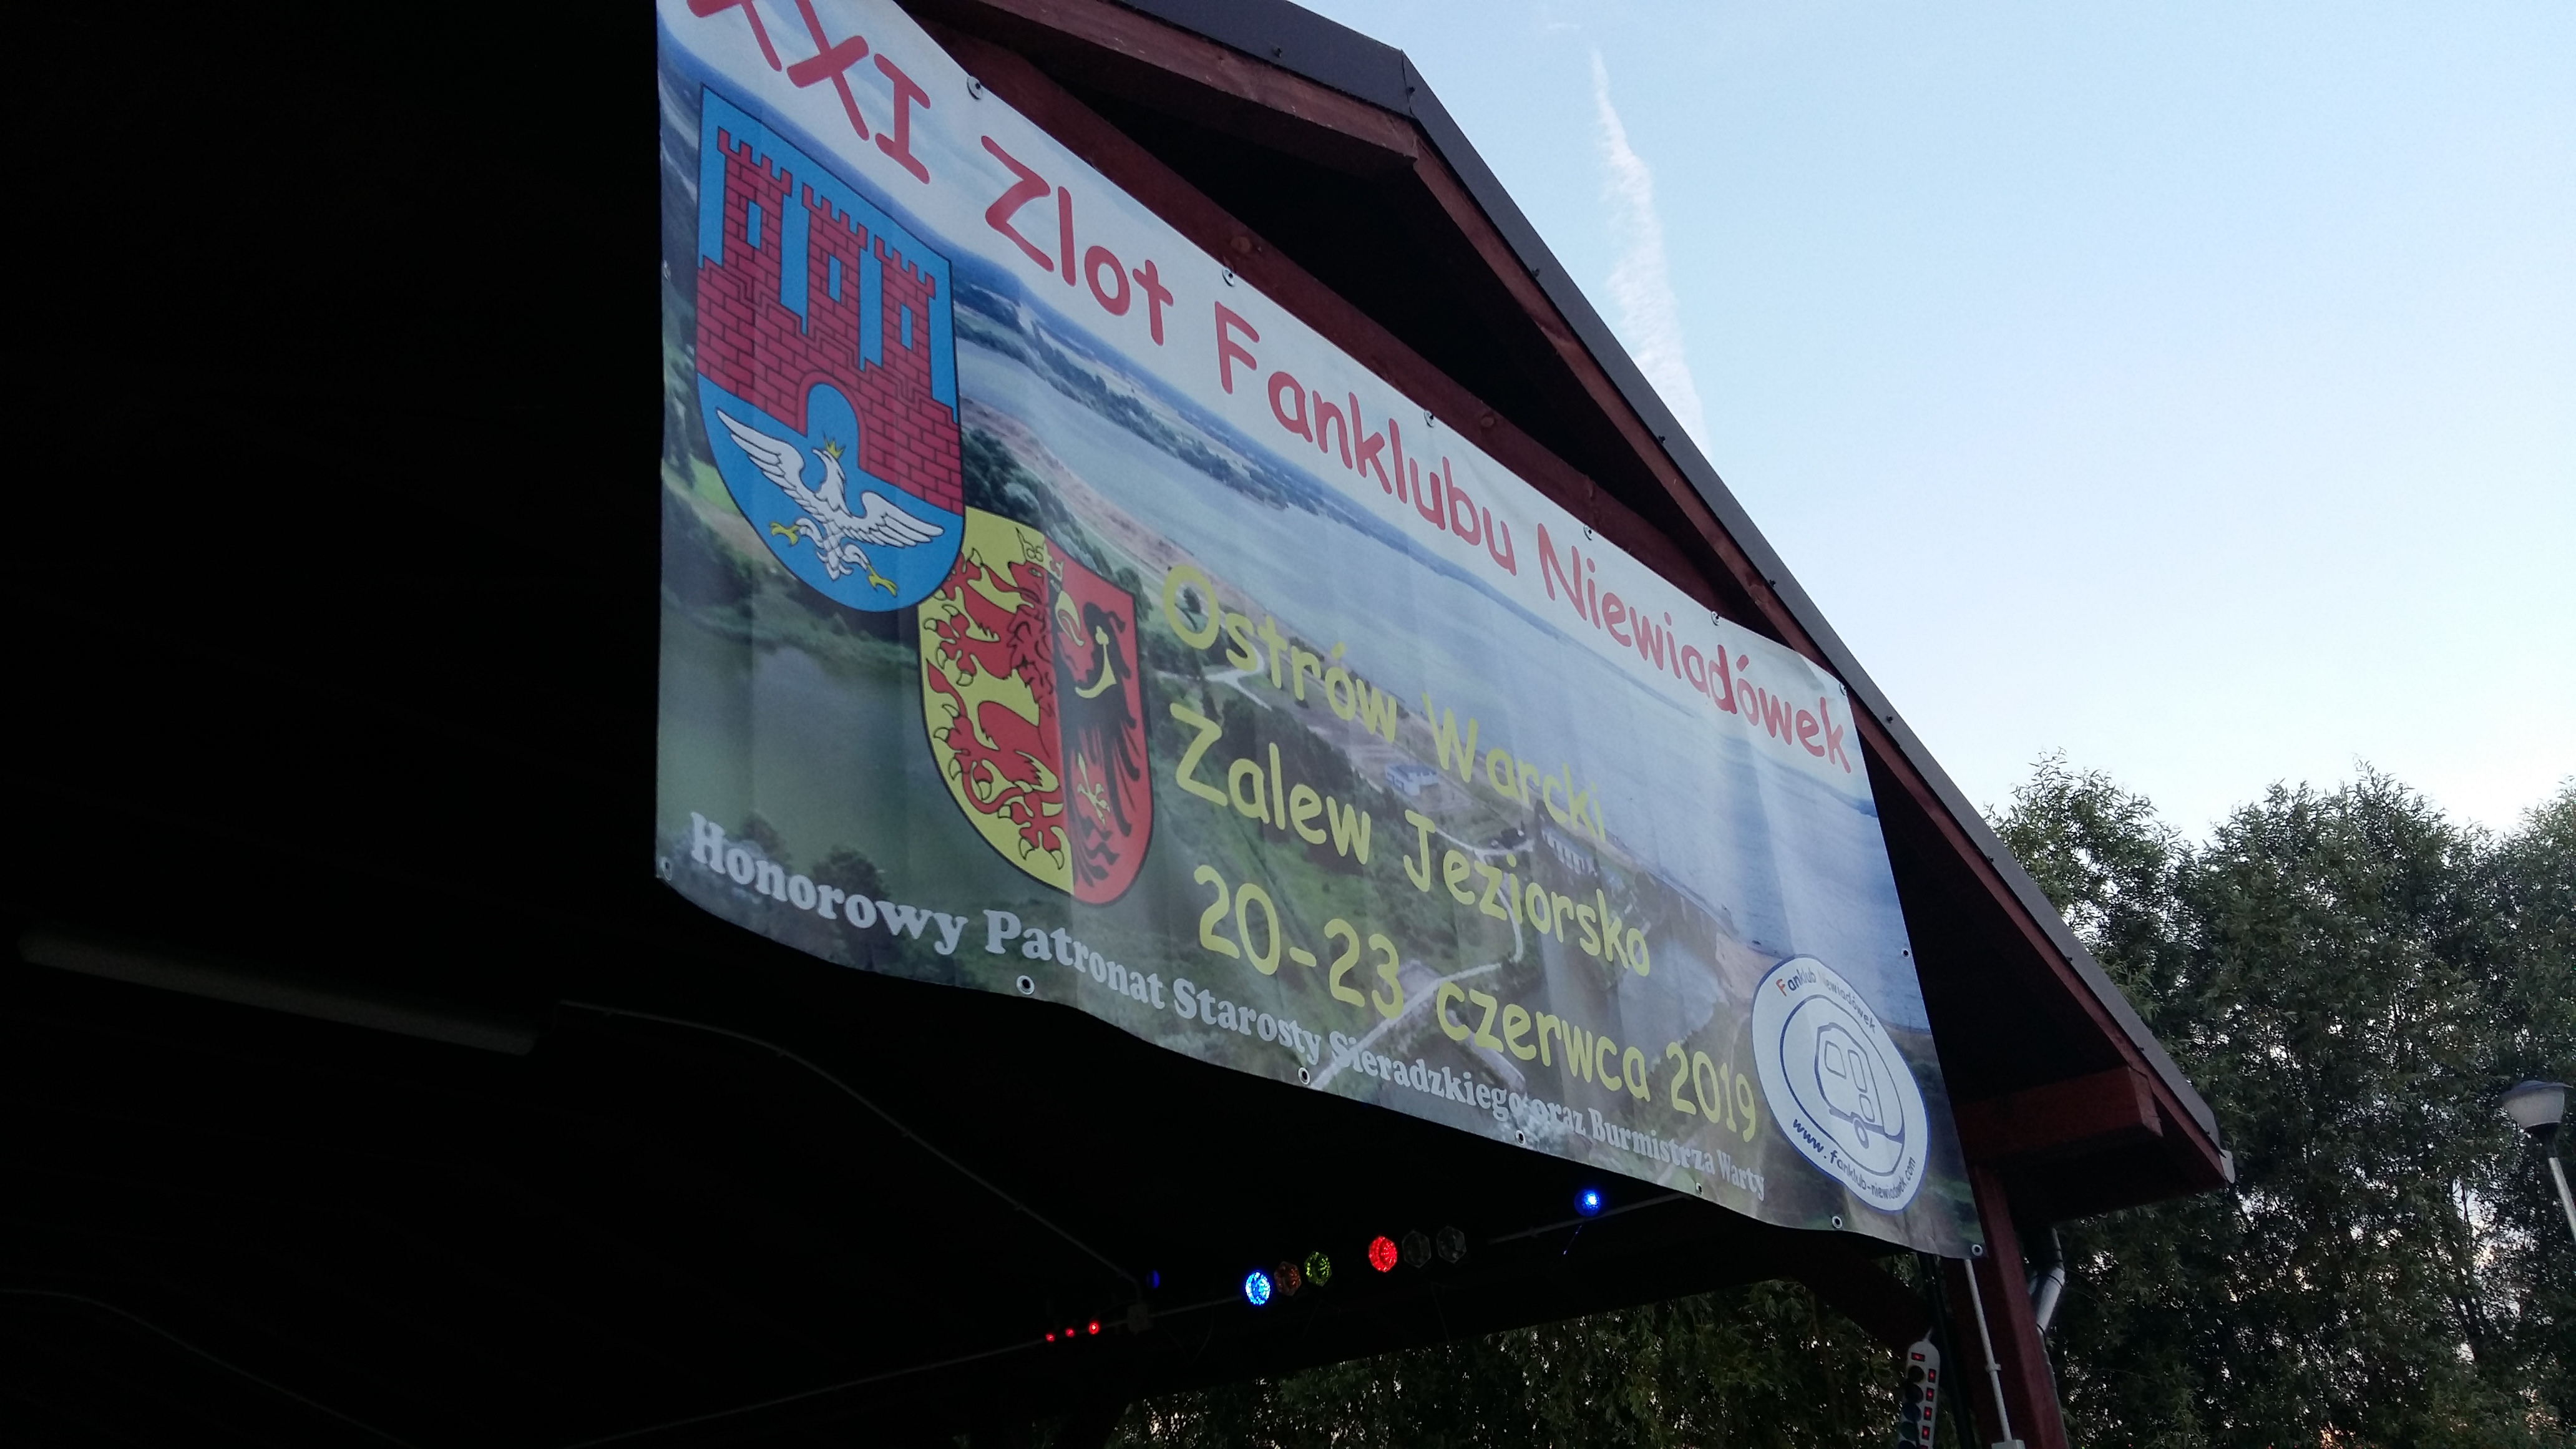 XXI Zlot Fanklubu Niewiadówek
Ostrów Warcki
Zalew Jeziorsko
20-23 czerwca 2019
Honorowy Patronat Starosty Sieradzkiego oraz Burmistrza Warty
Fanklub Niewiadówek
www.fanklub-niewiadowek.com